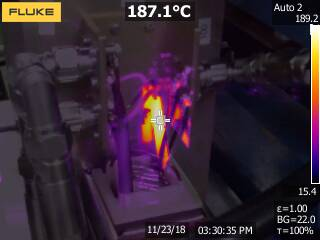 FLUKE
187.1°C
Auto 2
189.2
15.4
ε=1.00
BG=22.0
τ=100%
11/23/18 03:30:35 PM